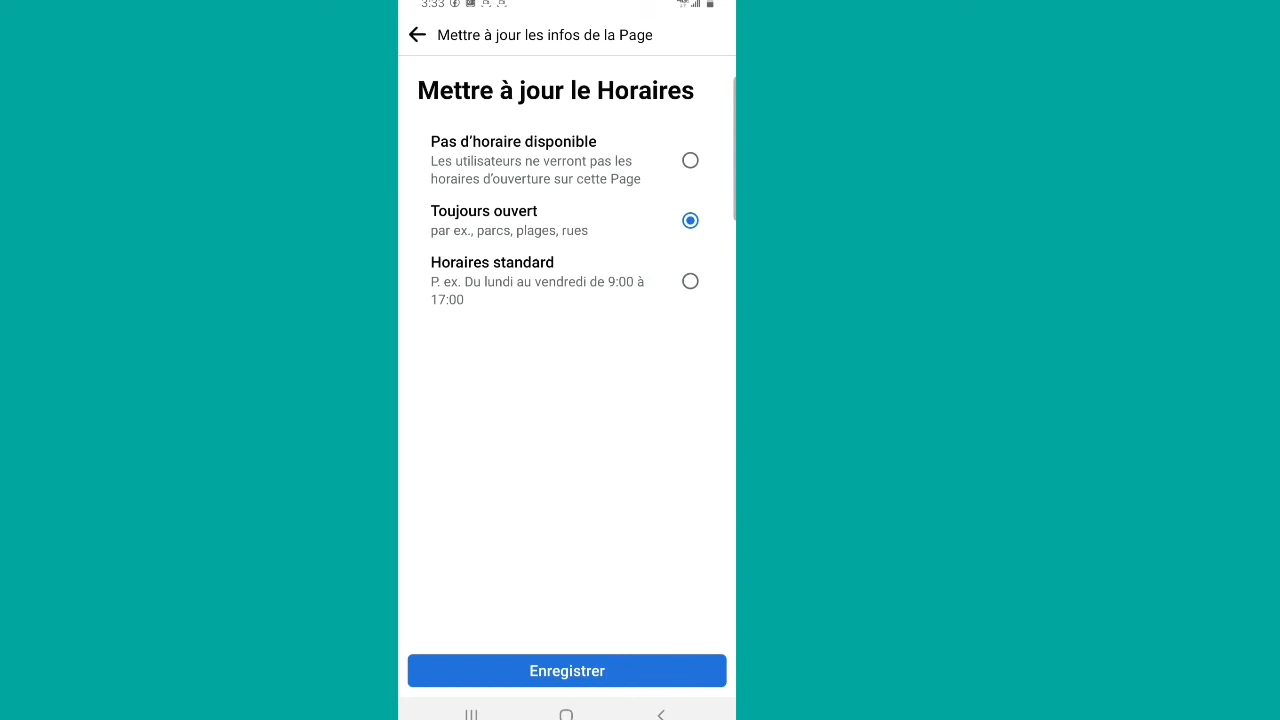 3:33
Mettre à jour les infos de la Page
Mettre à jour le Horaires
Pas d’horaire disponible
Les utilisateurs ne verront pas les
horaires d’ouverture sur cette Page
Toujours ouvert
par ex., parcs, plages, rues
Horaires standard
P. ex. Du lundi au vendredi de 9:00 à
17:00
Enregistrer